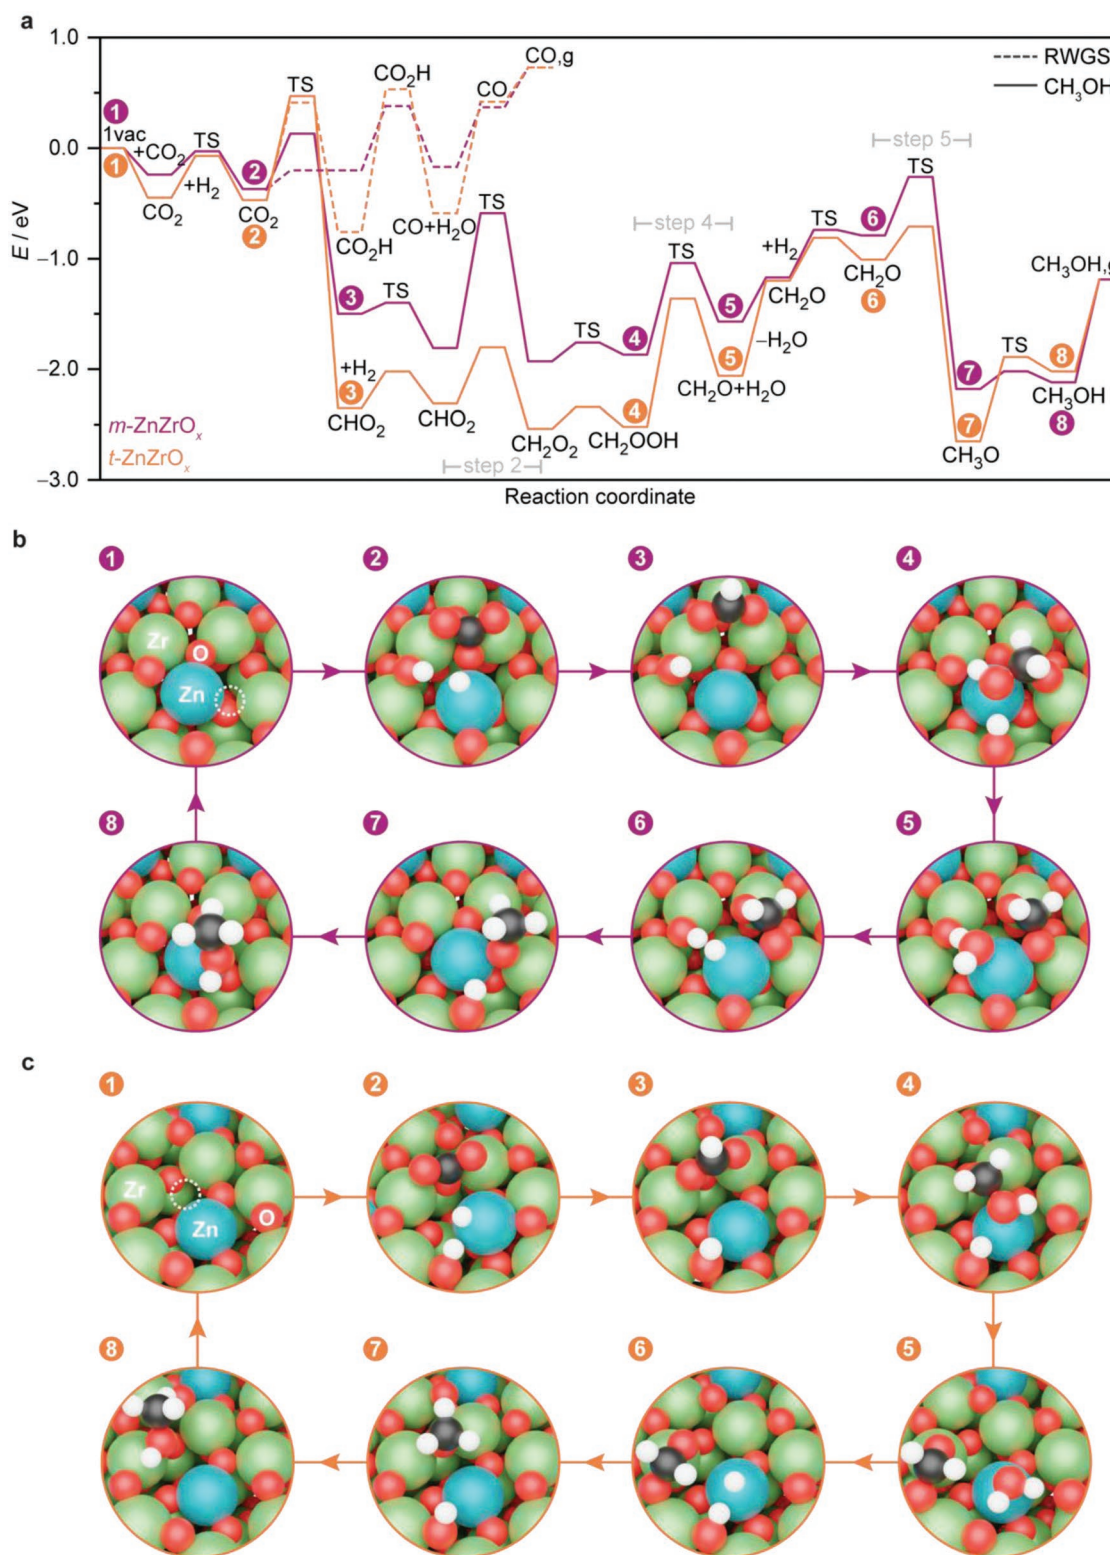 a
1.0
0.0
−1.0
−2.0
−3.0
E / eV
Reaction coordinate
RWGS
CH₃OH
1
1vac
1
+CO₂
CO₂
+H₂
TS
2
CO₂
2
TS
CO₂H
CO₂H
CO+H₂O
CO
CO,g
3
TS
+H₂
3
CHO₂
CHO₂
TS
step 2
CH₂O₂
TS
CH₂OOH
4
4
step 4
TS
5
5
CH₂O+H₂O
+H₂
−H₂O
CH₂O
TS
6
CH₂O
6
step 5
TS
7
7
CH₃O
TS
8
CH₃OH
8
CH₃OH,g
m-ZnZrOₓ
t-ZnZrOₓ
b
1
2
3
4
Zr
O
Zn
8
7
6
5
c
1
2
3
4
Zr
O
Zn
8
7
6
5